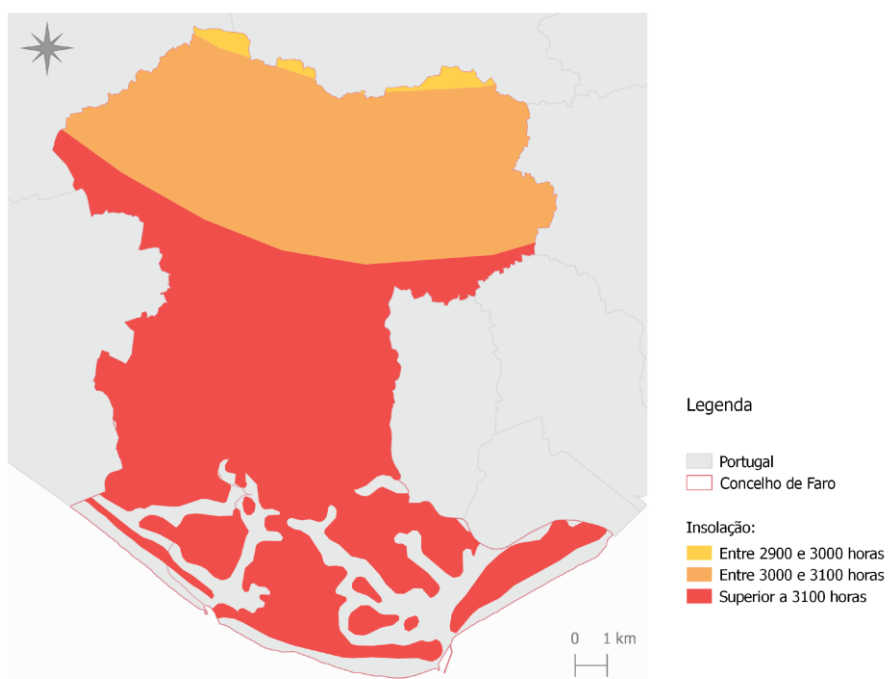 Legenda
Portugal
Concelho de Faro
Insolação:
Entre 2900 e 3000 horas
Entre 3000 e 3100 horas
Superior a 3100 horas
0 1 km